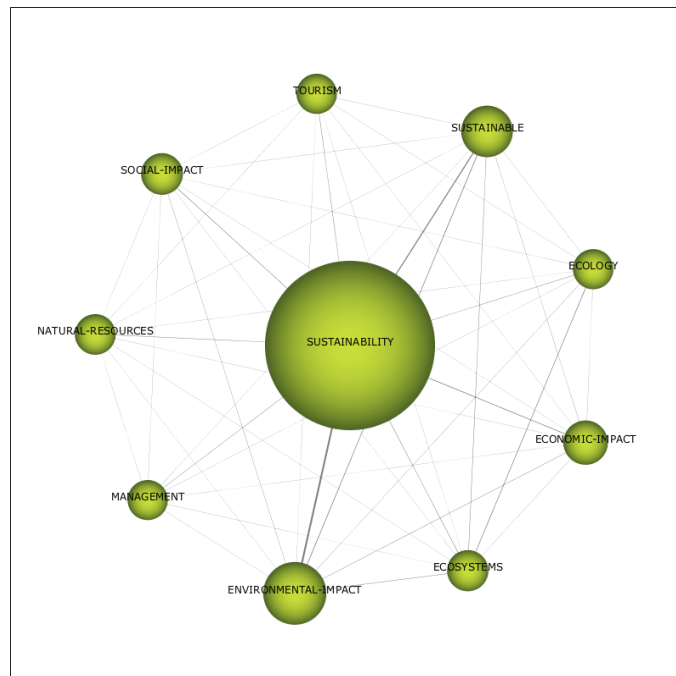 TOURISM
SUSTAINABLE
SOCIAL-IMPACT
ECOLOGY
NATURAL-RESOURCES
SUSTAINABILITY
ECONOMIC-IMPACT
MANAGEMENT
ECOSYSTEMS
ENVIRONMENTAL-IMPACT